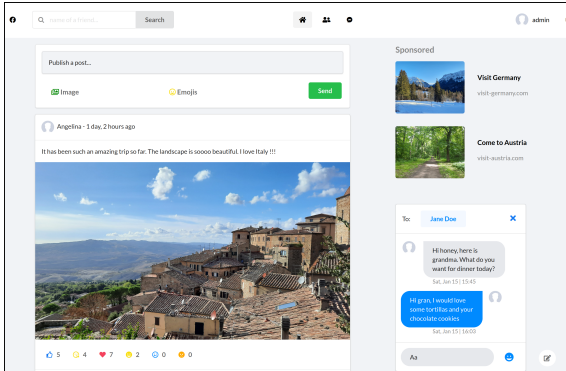 name of a friend...
Search
admin
Publish a post...
Image
Emojis
Send
Angelina - 1 day, 2 hours ago
It has been such an amazing trip so far. The landscape is soooo beautiful. I love Italy !!!
5
4
7
2
0
0
Sponsored
Visit Germany
visit-germany.com
Come to Austria
visit-austria.com
To:
Jane Doe
Hi honey, here is
grandma. What do you
want for dinner today?
Sat, Jan 15 | 15:45
Hi gran, I would love
some tortillas and your
chocolate cookies
Sat, Jan 15 | 16:03
Aa